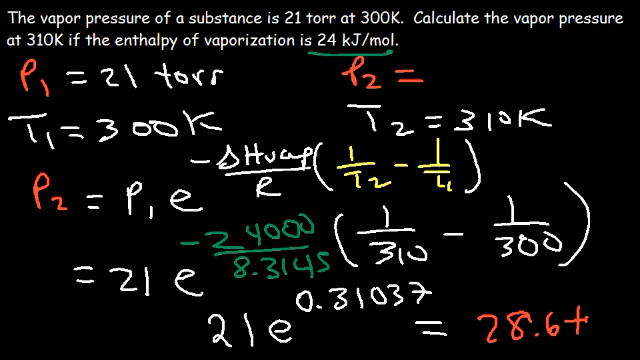 The vapor pressure of a substance is 21 torr at 300K. Calculate the vapor pressure
at 310K if the enthalpy of vaporization is 24 kJ/mol.
P₁ = 21 torr P₂ =
T₁ = 300K T₂ = 310K
P₂ = P₁ e^(-ΔHvap/R (1/T₂ - 1/T₁))
= 21 e^(-24000/8.3145 (1/310 - 1/300))
21 e^0.31037 = 28.6t